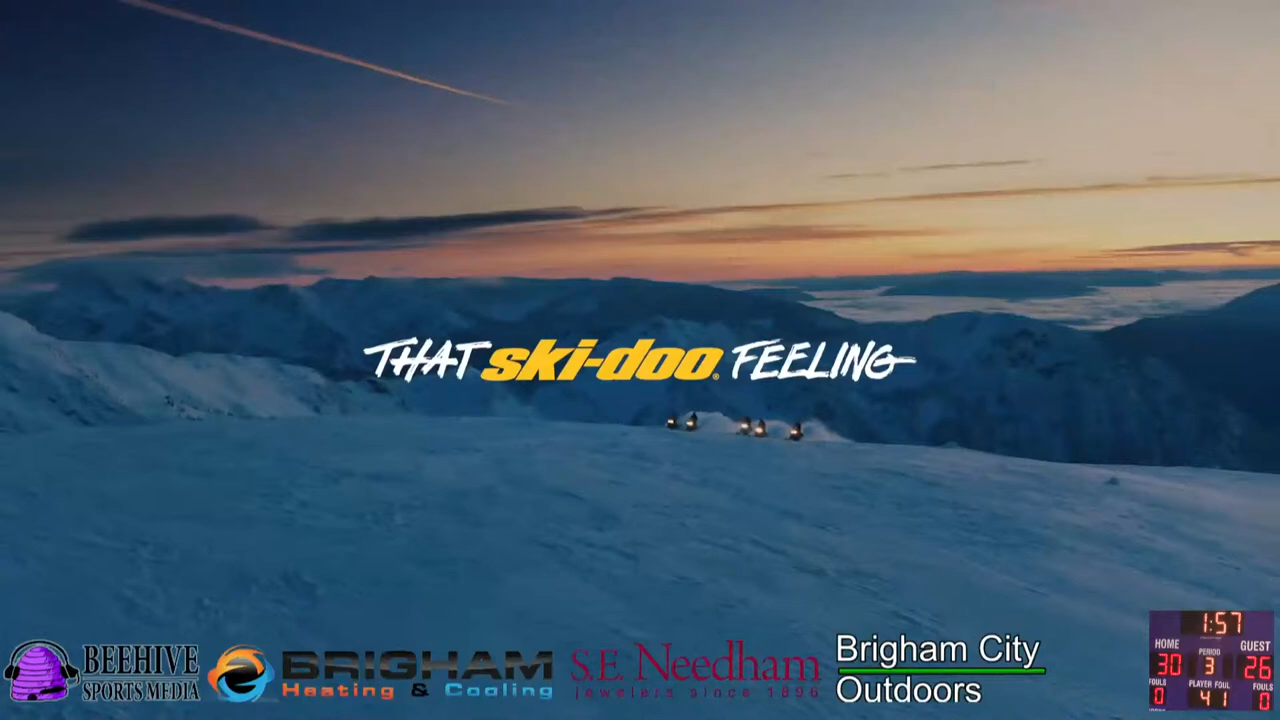 THAT ski-doo® FEELING
BEEHIVE
SPORTS MEDIA
BRIGHAM
Heating & Cooling
S.E. Needham
jewelers since 1896
Brigham City
Outdoors
1:57
HOME
PERIOD
GUEST
30
3
26
FOULS
PLAYER FOUL
FOULS
0
41
0